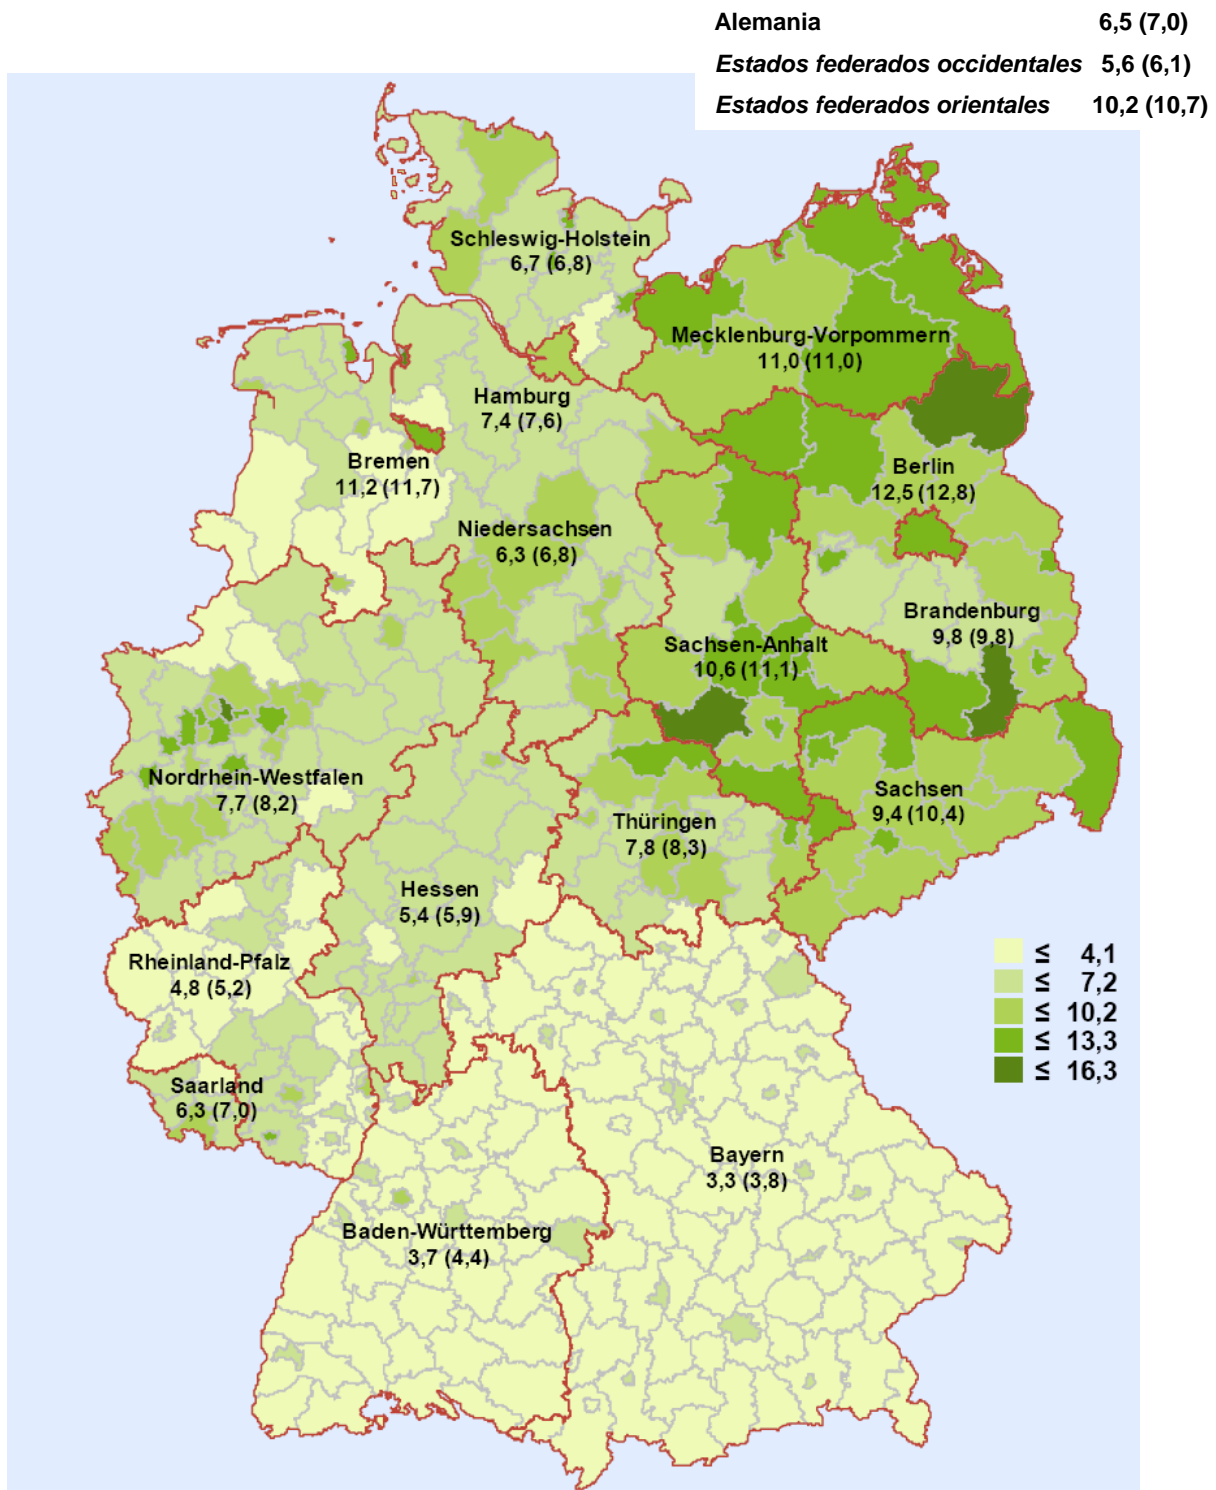 Alemania 6,5 (7,0)
Estados federados occidentales 5,6 (6,1)
Estados federados orientales 10,2 (10,7)
Schleswig-Holstein
6,7 (6,8)
Mecklenburg-Vorpommern
11,0 (11,0)
Hamburg
7,4 (7,6)
Bremen
11,2 (11,7)
Berlin
12,5 (12,8)
Niedersachsen
6,3 (6,8)
Brandenburg
9,8 (9,8)
Sachsen-Anhalt
10,6 (11,1)
Nordrhein-Westfalen
7,7 (8,2)
Sachsen
9,4 (10,4)
Thüringen
7,8 (8,3)
Hessen
5,4 (5,9)
Rheinland-Pfalz
4,8 (5,2)
≤ 4,1
≤ 7,2
≤ 10,2
≤ 13,3
≤ 16,3
Saarland
6,3 (7,0)
Bayern
3,3 (3,8)
Baden-Württemberg
3,7 (4,4)